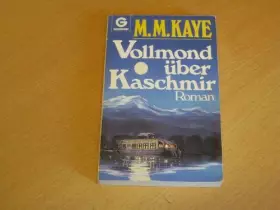 M.M.KAYE
Vollmond
über
Kaschmir
Roman